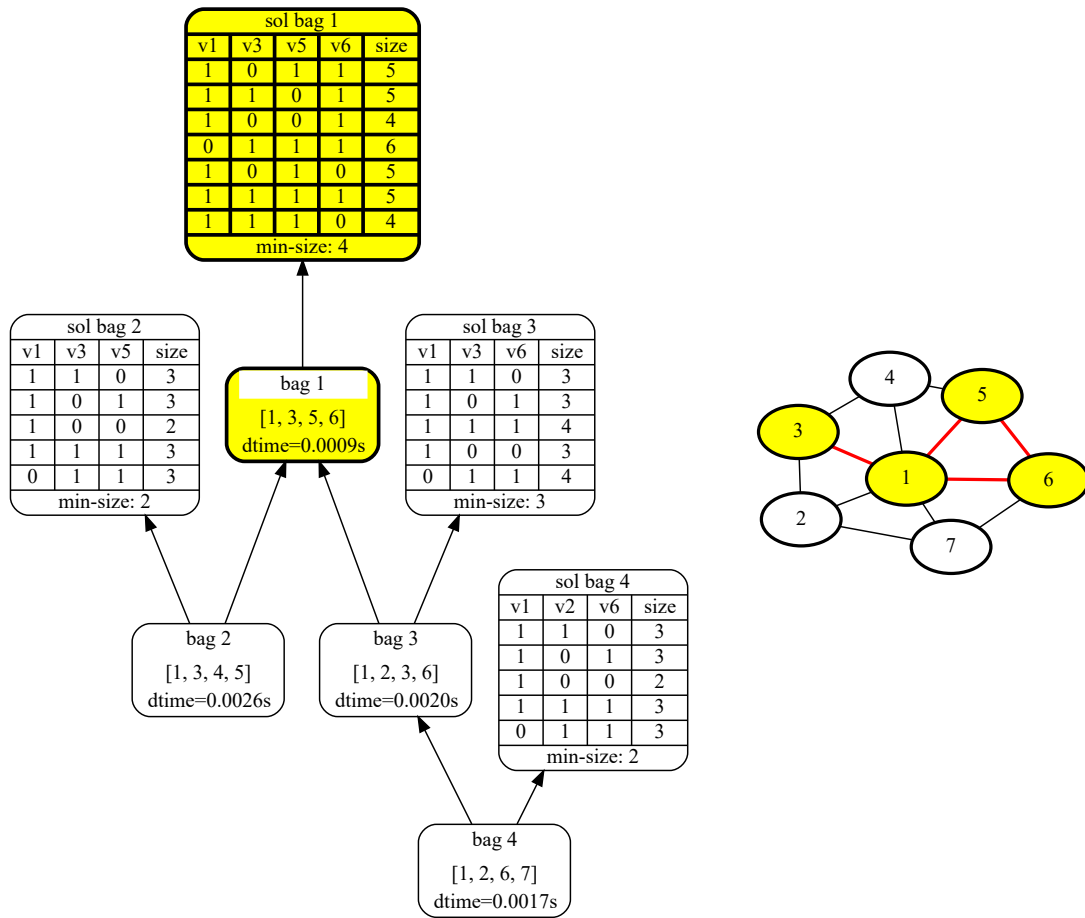 sol bag 1
v1 v3 v5 v6 size
1 0 1 1 5
1 1 0 1 5
1 0 0 1 4
0 1 1 1 6
1 0 1 0 5
1 1 1 1 5
1 1 1 0 4
min-size: 4
sol bag 2
v1 v3 v5 size
1 1 0 3
1 0 1 3
1 0 0 2
1 1 1 3
0 1 1 3
min-size: 2
bag 1
[1, 3, 5, 6]
dtime=0.0009s
sol bag 3
v1 v3 v6 size
1 1 0 3
1 0 1 3
1 1 1 4
1 0 0 3
0 1 1 4
min-size: 3
bag 2
[1, 3, 4, 5]
dtime=0.0026s
bag 3
[1, 2, 3, 6]
dtime=0.0020s
sol bag 4
v1 v2 v6 size
1 1 0 3
1 0 1 3
1 0 0 2
1 1 1 3
0 1 1 3
min-size: 2
bag 4
[1, 2, 6, 7]
dtime=0.0017s
4
5
3
1
6
2
7